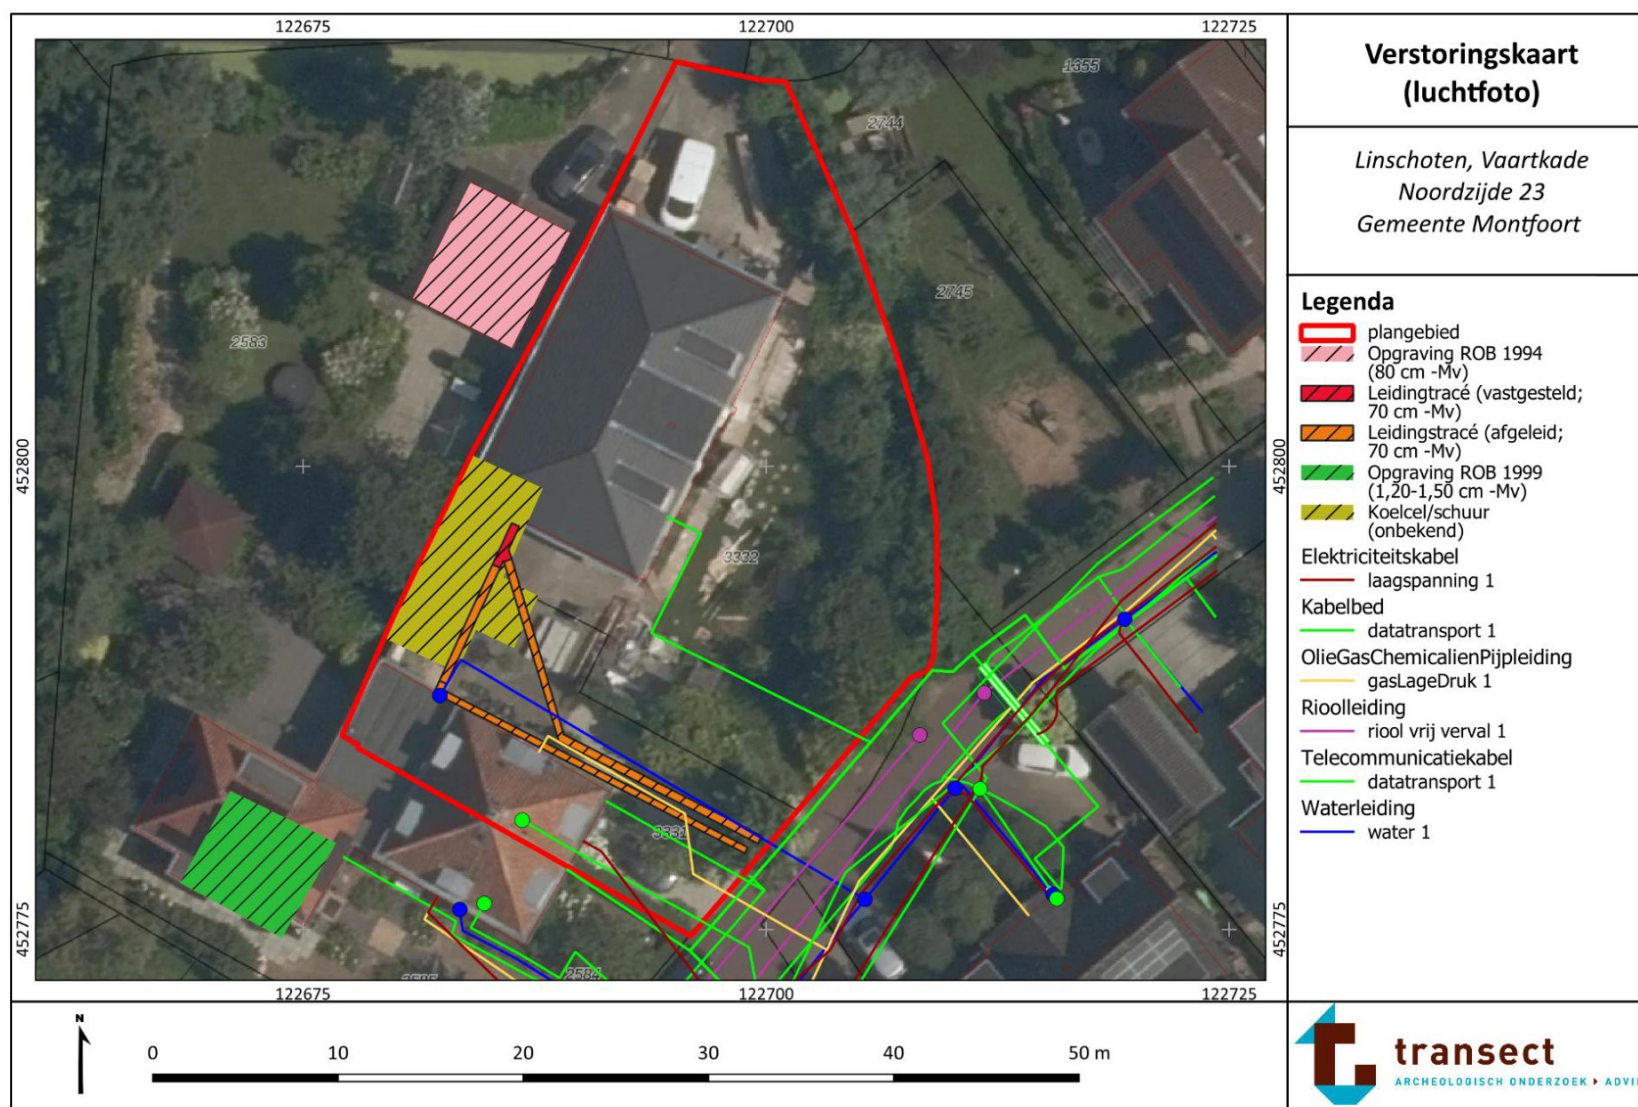 122675
122700
122725
1355
2744
2745
2583
3332
3331
2584
452800
452800
452775
452775
122675
122700
122725
N
0
10
20
30
40
50 m
Verstoringskaart
(luchtfoto)
Linschoten, Vaartkade
Noordzijde 23
Gemeente Montfoort
Legenda
plangebied
Opgraving ROB 1994
(80 cm -Mv)
Leidingtracé (vastgesteld;
70 cm -Mv)
Leidingstracé (afgeleid;
70 cm -Mv)
Opgraving ROB 1999
(1,20-1,50 cm -Mv)
Koelcel/schuur
(onbekend)
Elektriciteitskabel
laagspanning 1
Kabelbed
datatransport 1
OlieGasChemicalienPijpleiding
gasLageDruk 1
Rioolleiding
riool vrij verval 1
Telecommunicatiekabel
datatransport 1
Waterleiding
water 1
transect
ARCHEOLOGISCH ONDERZOEK ADVI